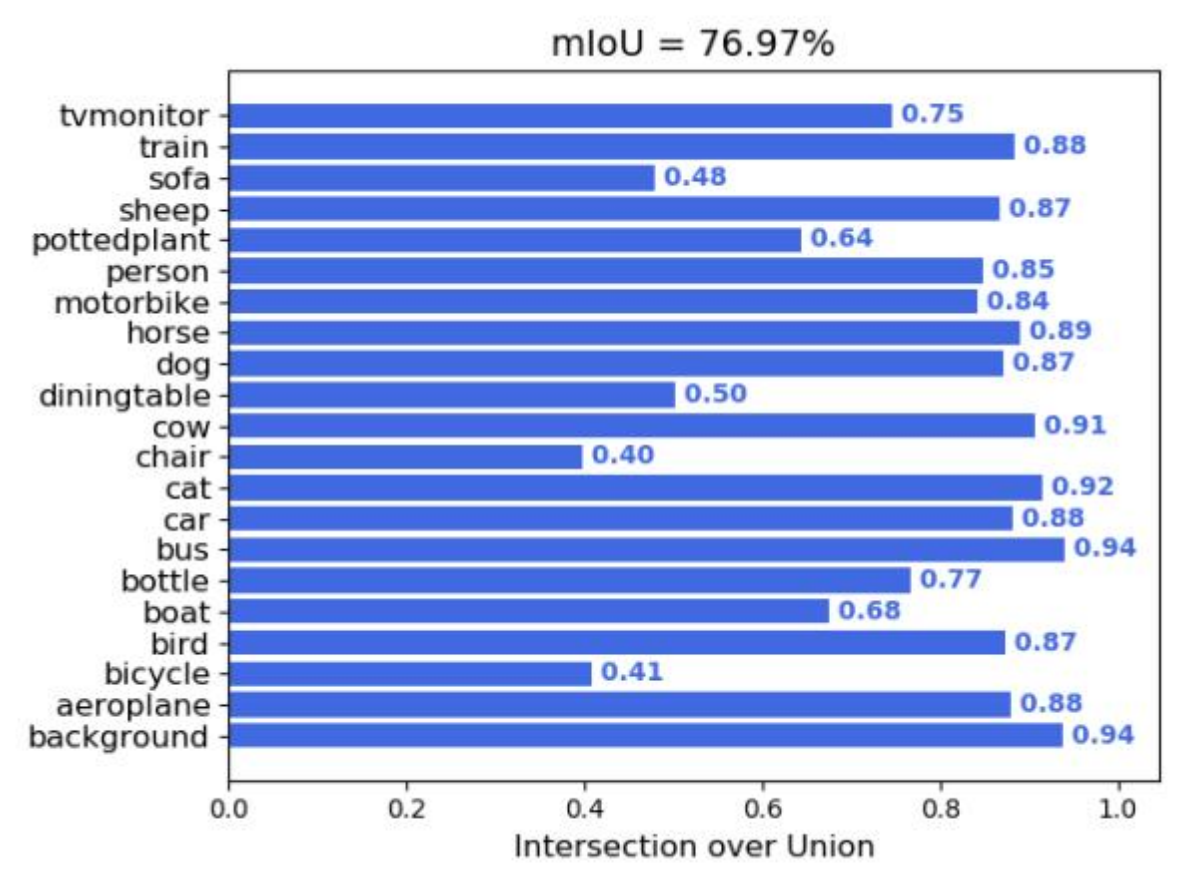 mIoU = 76.97%
tvmonitor 0.75
train 0.88
sofa 0.48
sheep 0.87
pottedplant 0.64
person 0.85
motorbike 0.84
horse 0.89
dog 0.87
diningtable 0.50
cow 0.91
chair 0.40
cat 0.92
car 0.88
bus 0.94
bottle 0.77
boat 0.68
bird 0.87
bicycle 0.41
aeroplane 0.88
background 0.94
0.0 0.2 0.4 0.6 0.8 1.0
Intersection over Union